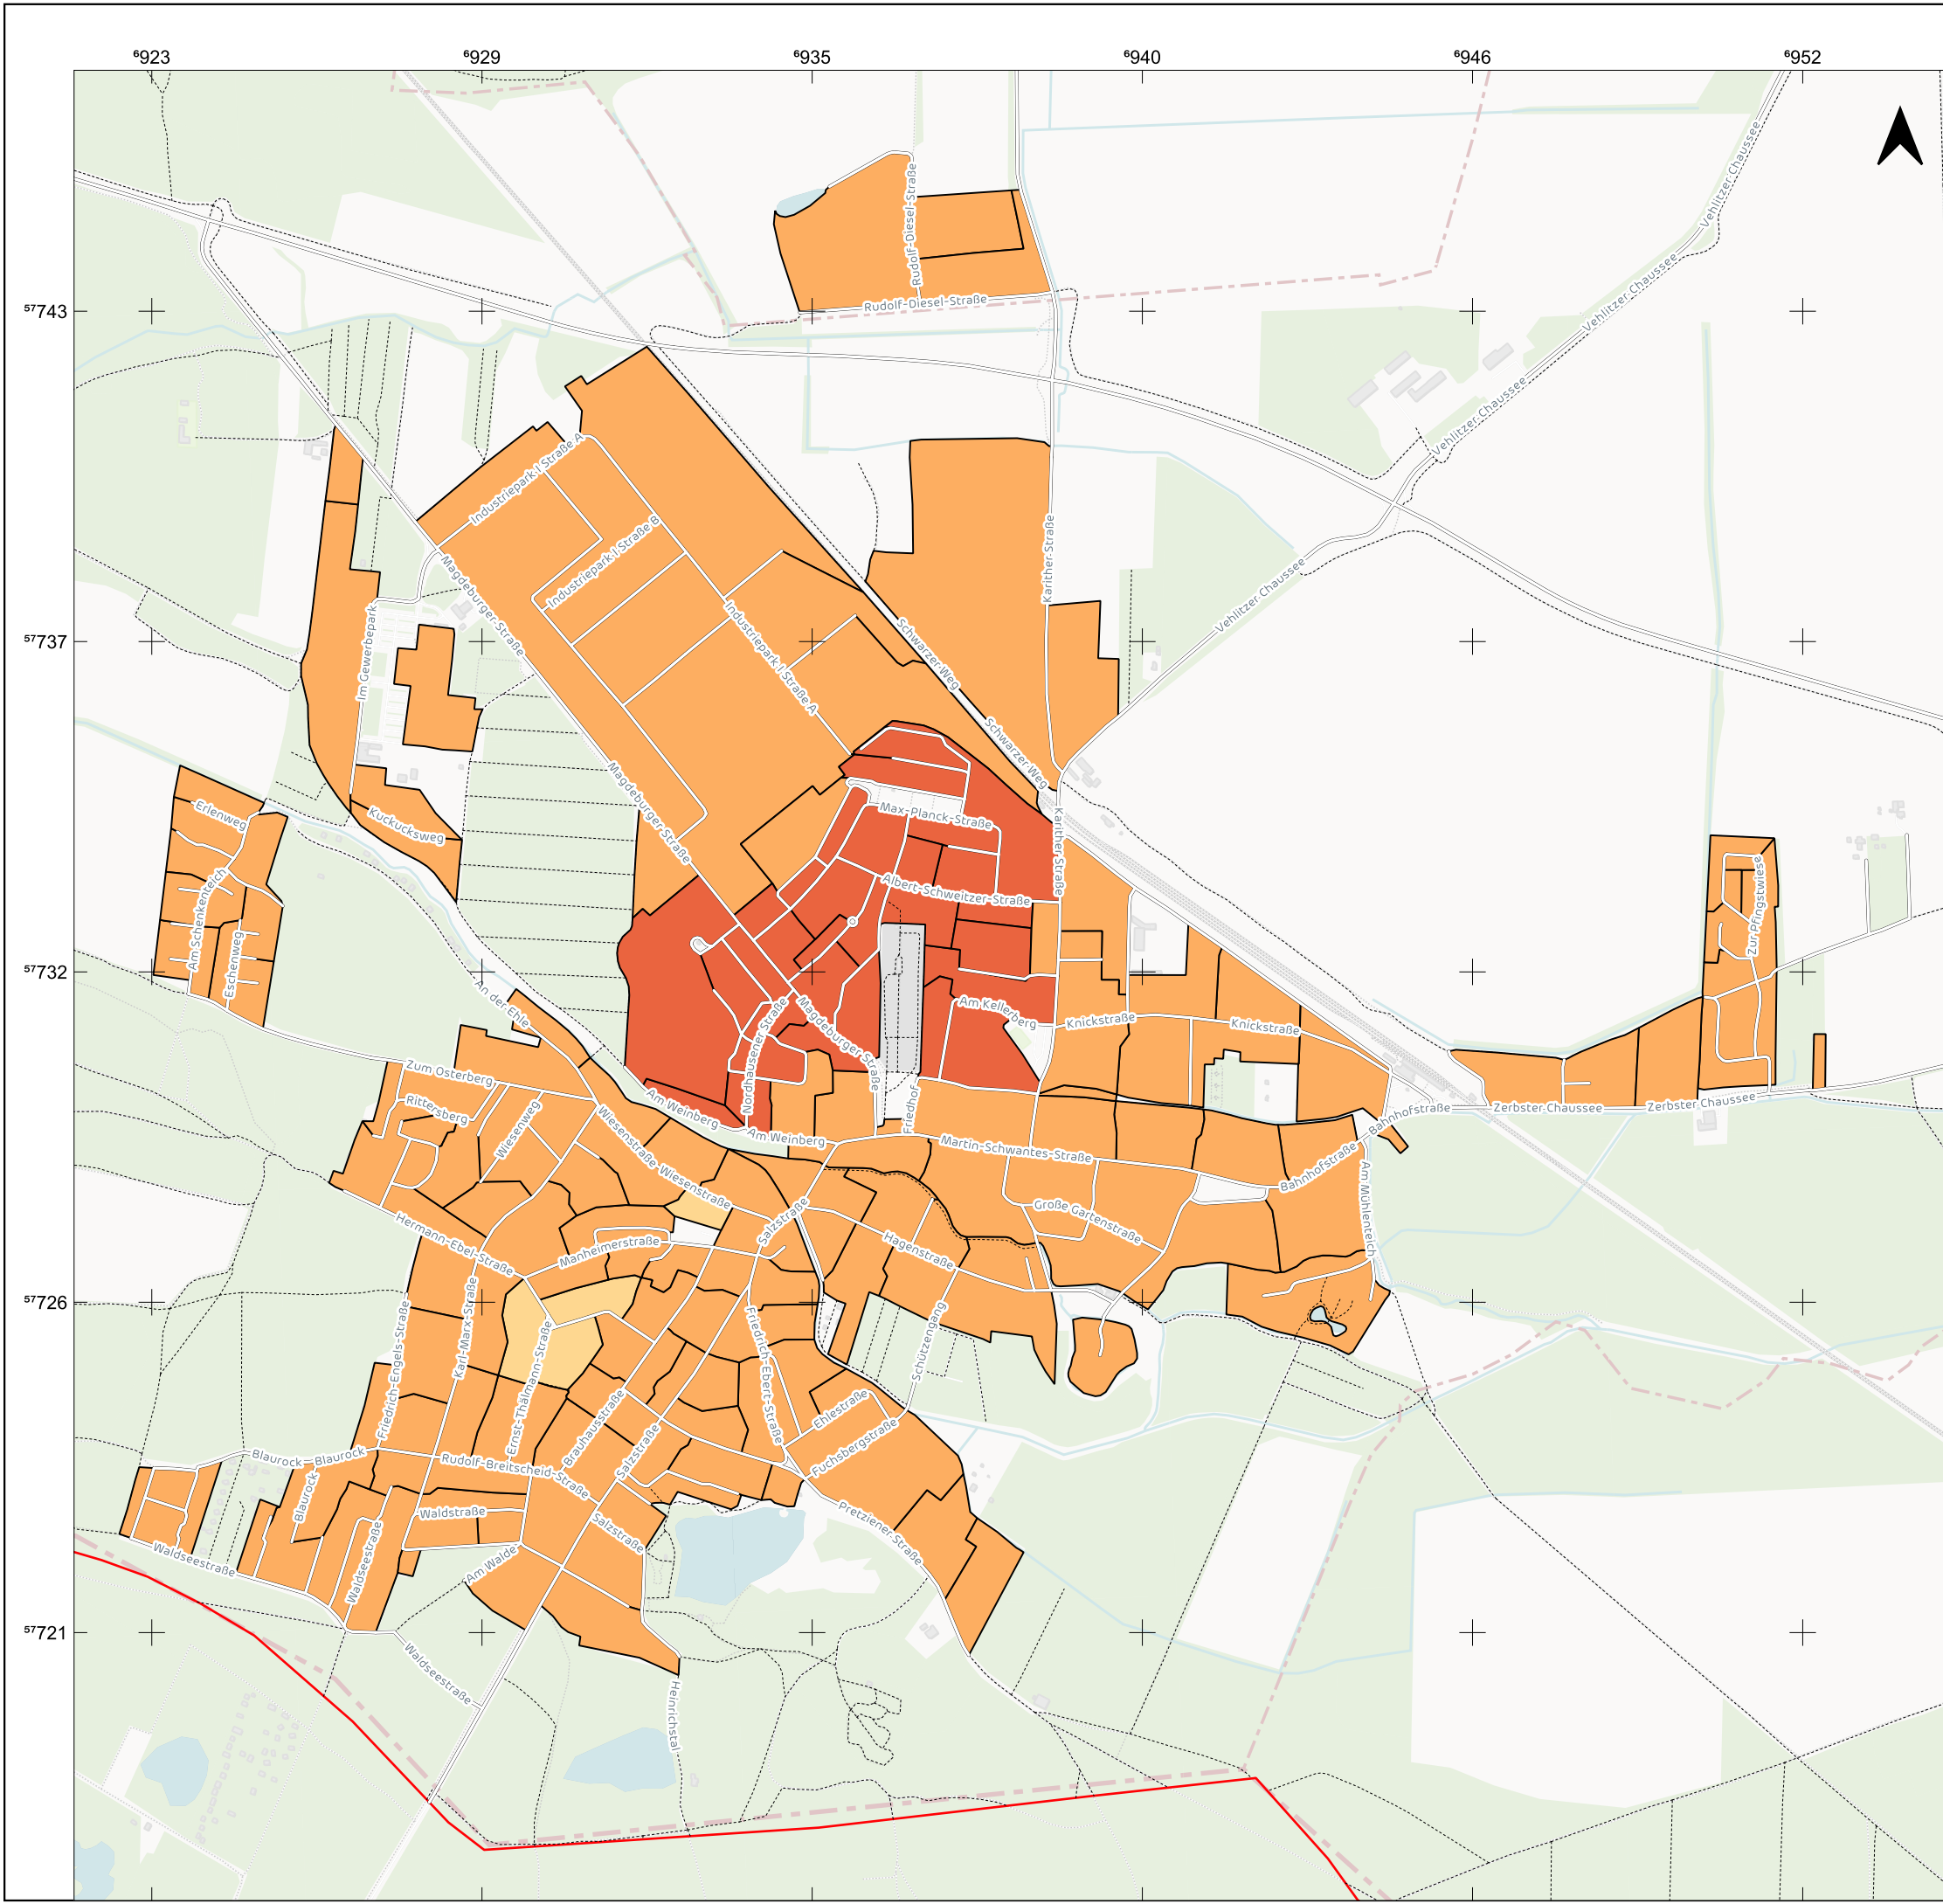 ⁶923 ⁶929 ⁶935 ⁶940 ⁶946 ⁶952
Vehlitzer-Chaussee
Rudolf-Diesel-Straße
Rudolf-Diesel-Straße
Vehlitzer-Chaussee
⁵⁷743
Vehlitzer-Chaussee
Industriepark-I Straße A
Industriepark-I-Straße B
Karither-Straße
Magdeburger-Straße
Vehlitzer Chaussee
Industriepark-I-Straße A
Schwarzer-Weg
⁵⁷737
Im Gewerbepark
Schwarzer-Weg
Magdeburger Straße
Erlenweg
Kuckucksweg
Max-Planck-Straße
Karither Straße
Albert-Schweitzer-Straße
Zur Pfingstwiese
Am Schenkenteich
Eschenweg
⁵⁷732
An-der-Ehle
Magdeburger Straße
Am Kellerberg
Knickstraße
Knickstraße
Nordhausener-Straße
Zum Osterberg
Rittersberg
Wiesenweg
Am Weinberg
Am Weinberg
Friedhof
Martin-Schwantes-Straße
Bahnhofstraße
Zerbster-Chaussee
Zerbster Chaussee
Bahnhofstraße
Am Mühlenteich
Wiesenstraße-Wiesenstraße
Hermann-Ebel-Straße
Manheimerstraße
Salzstraße
Hagenstraße
Große Gartenstraße
⁵⁷726
Friedrich-Engels-Straße
Karl-Marx-Straße
Ernst-Thälmann-Straße
Friedrich-Ebert-Straße
Schützengang
Brauhausstraße
Salzstraße
Ehlestraße
Fuchsbergstraße
Blaurock
Blaurock
Blaurock
Rudolf-Breitscheid-Straße
Waldstraße
Salzstraße
Pretziener-Straße
Waldseestraße
Waldseestraße
Am Walde
⁵⁷721
Waldseestraße
Heinrichstal